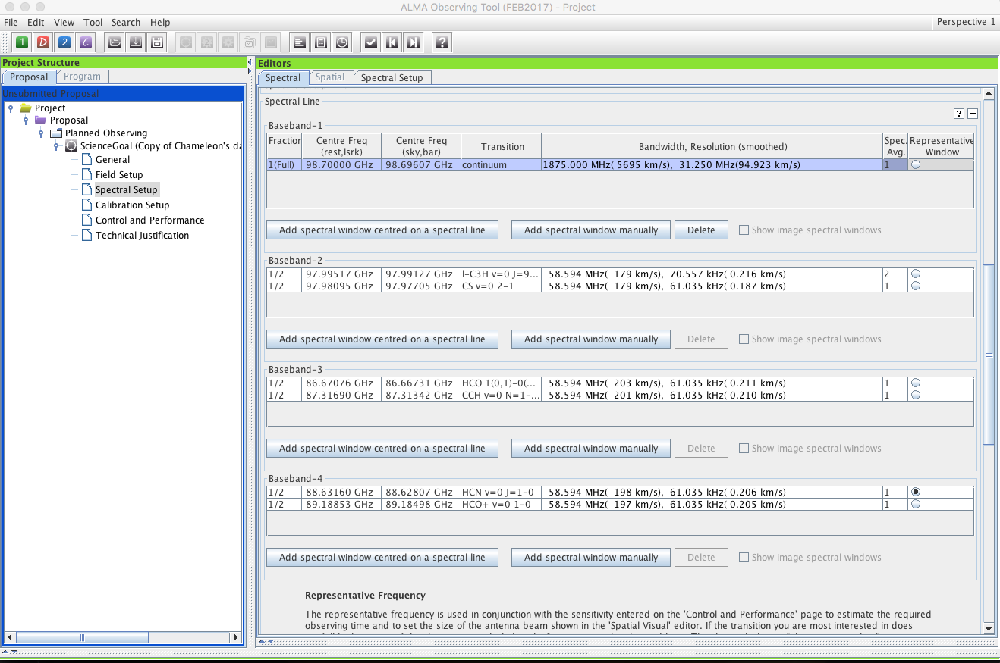 ALMA Observing Tool (FEB2017) - Project
File Edit View Tool Search Help
Perspective 1
1 D 2 C ?
Project Structure
Proposal Program
Unsubmitted Proposal
Project
Proposal
Planned Observing
ScienceGoal (Copy of Chameleon's da
General
Field Setup
Spectral Setup
Calibration Setup
Control and Performance
Technical Justification
Editors
Spectral Spatial Spectral Setup
Spectral Line
?
Baseband-1
Fraction Centre Freq (rest,lsrk) Centre Freq (sky,bar) Transition Bandwidth, Resolution (smoothed) Spec. Avg. Representative Window
1(Full) 98.70000 GHz 98.69607 GHz continuum 1875.000 MHz( 5695 km/s), 31.250 MHz(94.923 km/s) 1
Add spectral window centred on a spectral line Add spectral window manually Delete Show image spectral windows
Baseband-2
1/2 97.99517 GHz 97.99127 GHz l-C3H v=0 J=9... 58.594 MHz( 179 km/s), 70.557 kHz( 0.216 km/s) 2
1/2 97.98095 GHz 97.97705 GHz CS v=0 2-1 58.594 MHz( 179 km/s), 61.035 kHz( 0.187 km/s) 1
Add spectral window centred on a spectral line Add spectral window manually Delete Show image spectral windows
Baseband-3
1/2 86.67076 GHz 86.66731 GHz HCO 1(0,1)-0(... 58.594 MHz( 203 km/s), 61.035 kHz( 0.211 km/s) 1
1/2 87.31690 GHz 87.31342 GHz CCH v=0 N=1-... 58.594 MHz( 201 km/s), 61.035 kHz( 0.210 km/s) 1
Add spectral window centred on a spectral line Add spectral window manually Delete Show image spectral windows
Baseband-4
1/2 88.63160 GHz 88.62807 GHz HCN v=0 J=1-0 58.594 MHz( 198 km/s), 61.035 kHz( 0.206 km/s) 1
1/2 89.18853 GHz 89.18498 GHz HCO+ v=0 1-0 58.594 MHz( 197 km/s), 61.035 kHz( 0.205 km/s) 1
Add spectral window centred on a spectral line Add spectral window manually Delete Show image spectral windows
Representative Frequency
The representative frequency is used in conjunction with the sensitivity entered on the 'Control and Performance' page to estimate the required
observing time and to set the size of the antenna beam shown in the 'Spatial Visual' editor. If the transition you are most interested in does